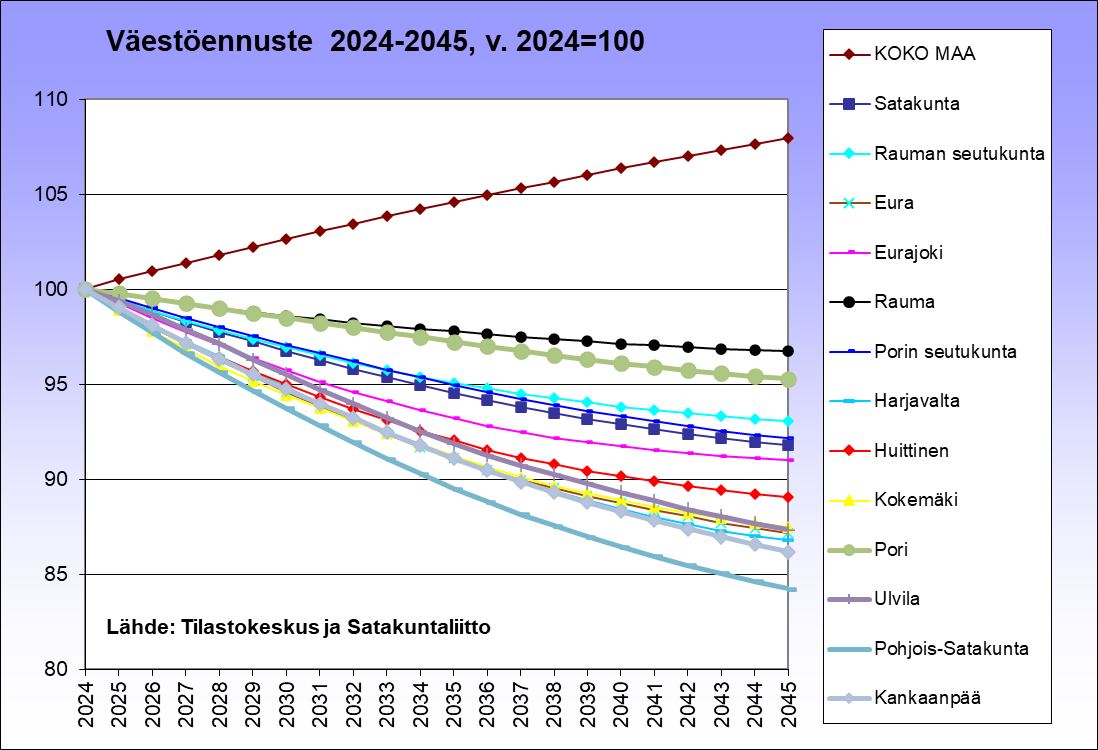 Väestöennuste 2024-2045, v. 2024=100
KOKO MAA
Satakunta
Rauman seutukunta
Eura
Eurajoki
Rauma
Porin seutukunta
Harjavalta
Huittinen
Kokemäki
Pori
Ulvila
Pohjois-Satakunta
Kankaanpää
110
105
100
95
90
85
80
Lähde: Tilastokeskus ja Satakuntaliitto
2024
2025
2026
2027
2028
2029
2030
2031
2032
2033
2034
2035
2036
2037
2038
2039
2040
2041
2042
2043
2044
2045